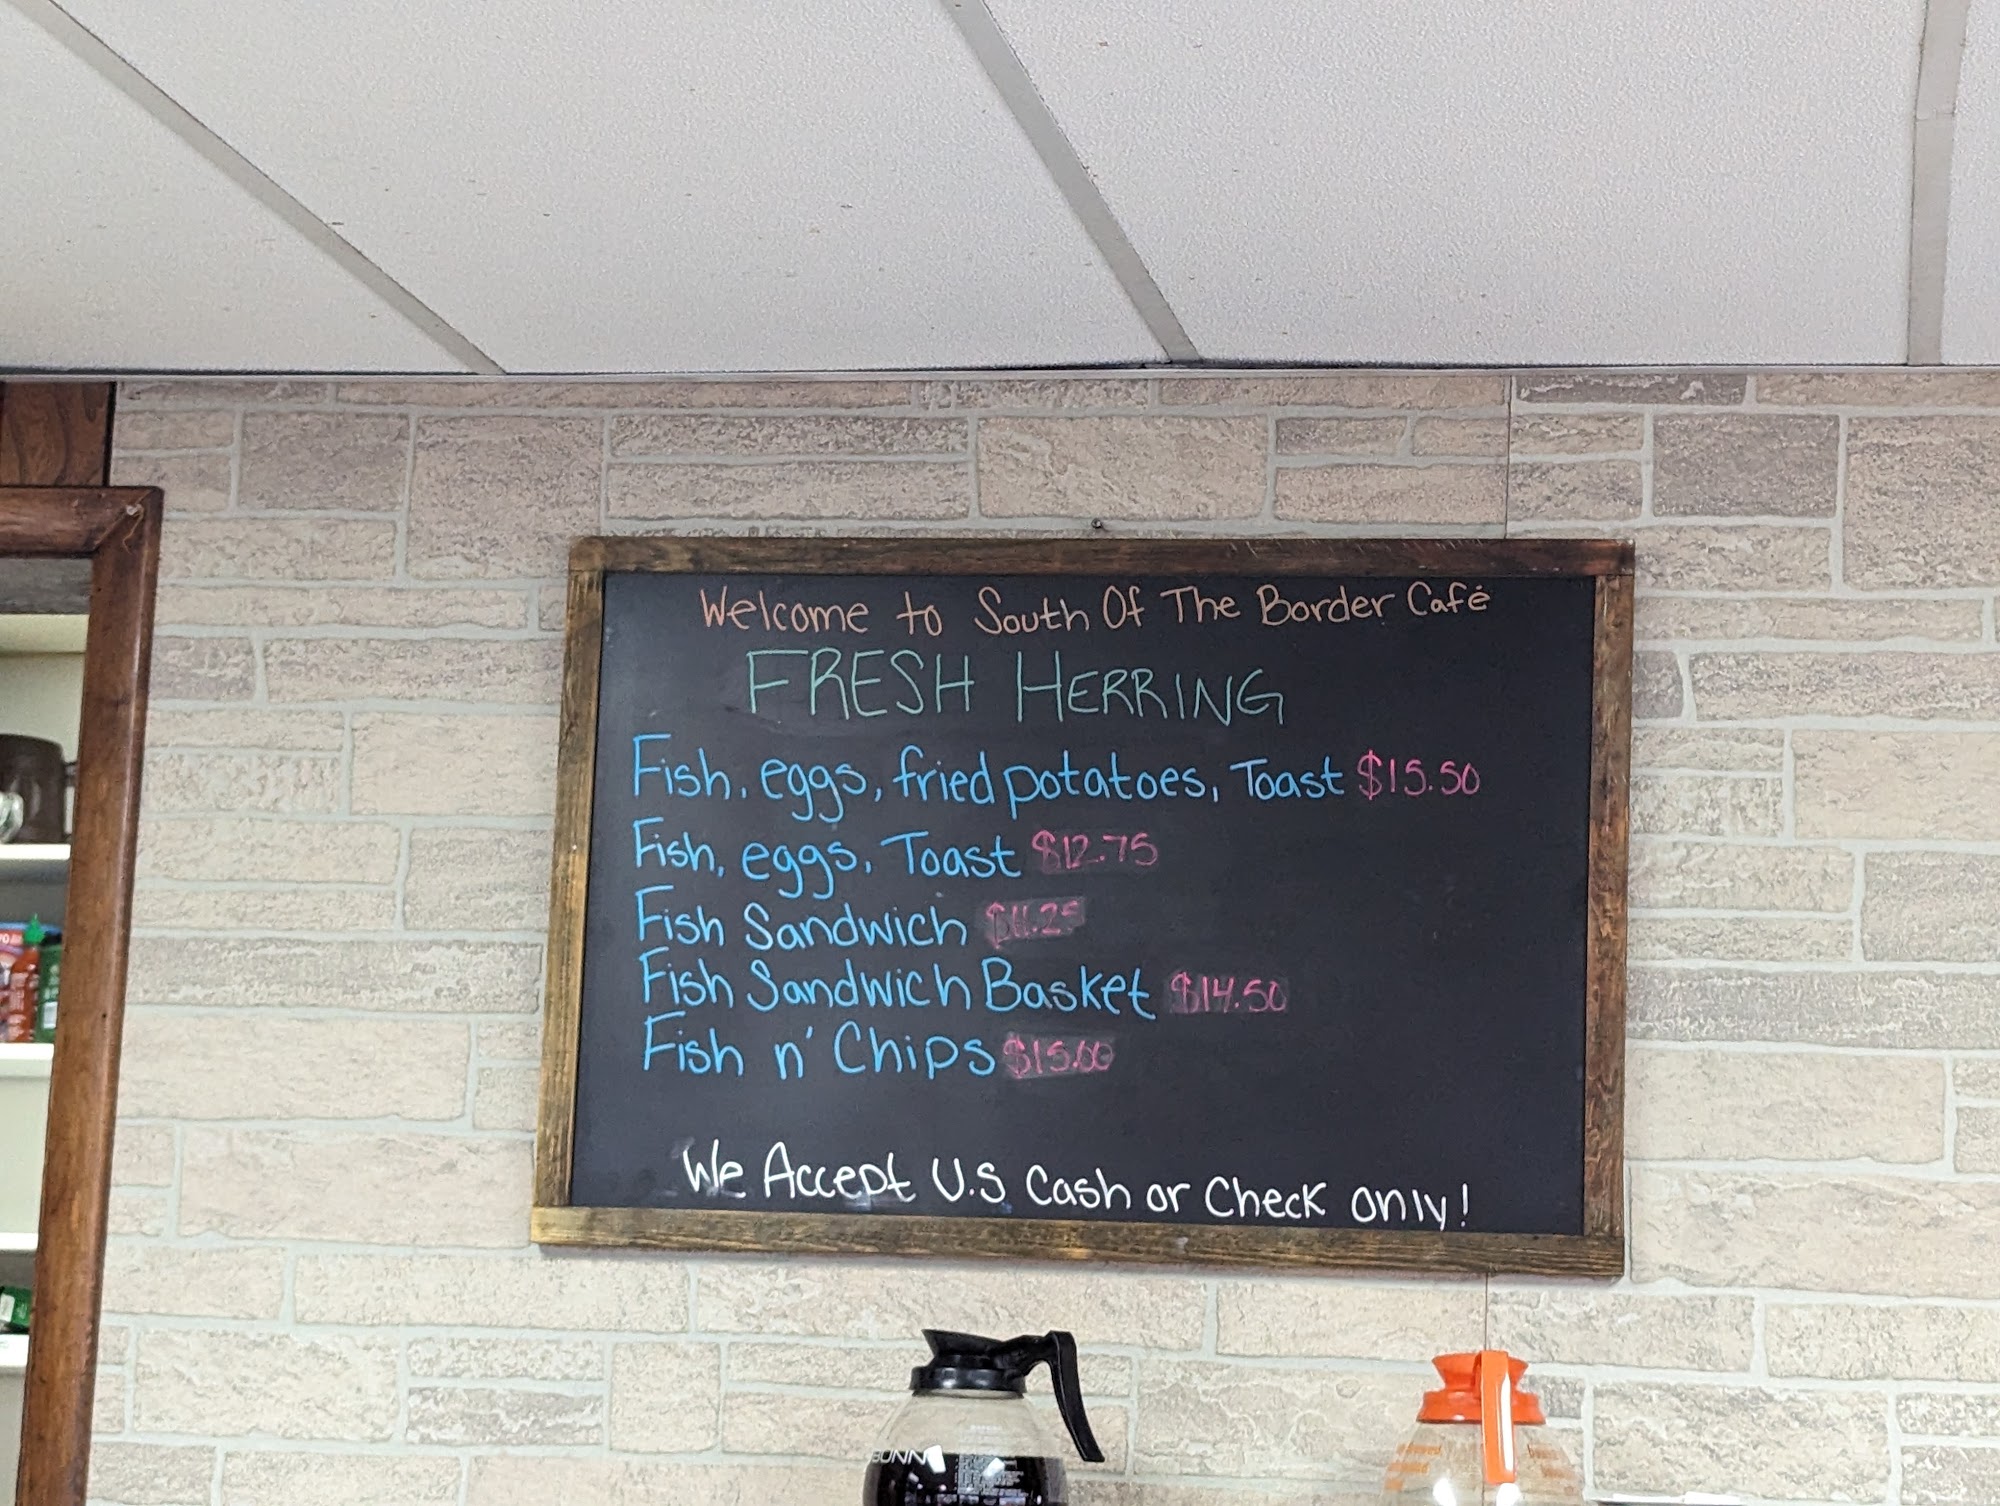 Welcome to South Of The Border Café
FRESH HERRING
Fish, eggs, fried potatoes, Toast $15.50
Fish, eggs, Toast $12.75
Fish Sandwich $11.25
Fish Sandwich Basket $14.50
Fish n' Chips $15.00
We Accept U.S Cash or Check only!
BUNN